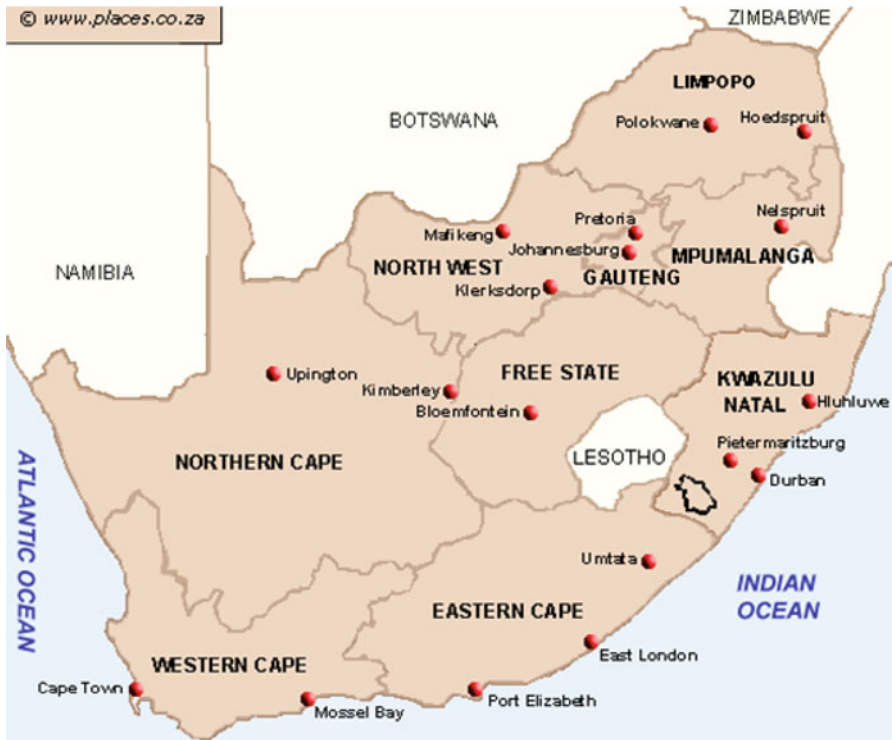 © www.places.co.za
ZIMBABWE
LIMPOPO
Polokwane
Hoedspruit
BOTSWANA
Pretoria
Nelspruit
Mafikeng
Johannesburg
MPUMALANGA
NAMIBIA
NORTH WEST
GAUTENG
Klerksdorp
Upington
Kimberley
FREE STATE
KWAZULU
NATAL
Hluhluwe
Bloemfontein
Pietermaritzburg
LESOTHO
NORTHERN CAPE
Durban
ATLANTIC OCEAN
Umtata
INDIAN
OCEAN
EASTERN CAPE
East London
WESTERN CAPE
Cape Town
Port Elizabeth
Mossel Bay